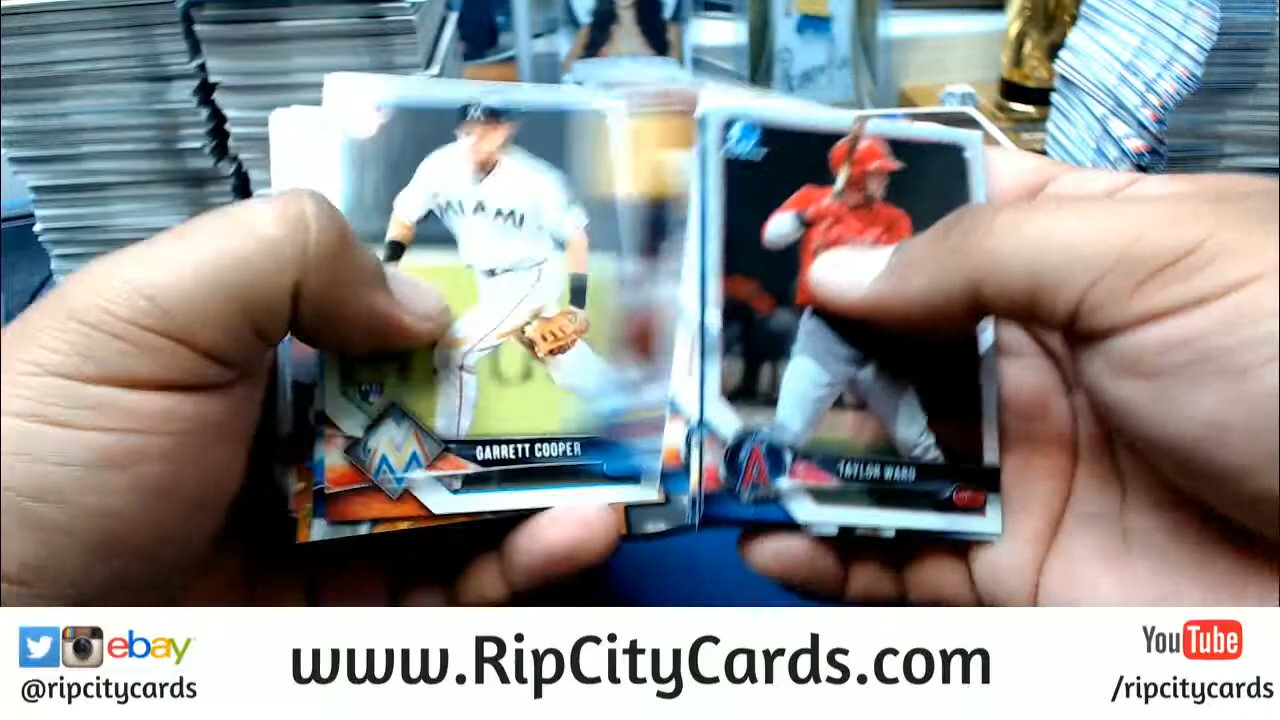 MIAMI
GARRETT COOPER
TAYLOR WARD
ebay
@ripcitycards
www.RipCityCards.com
YouTube
/ripcitycards